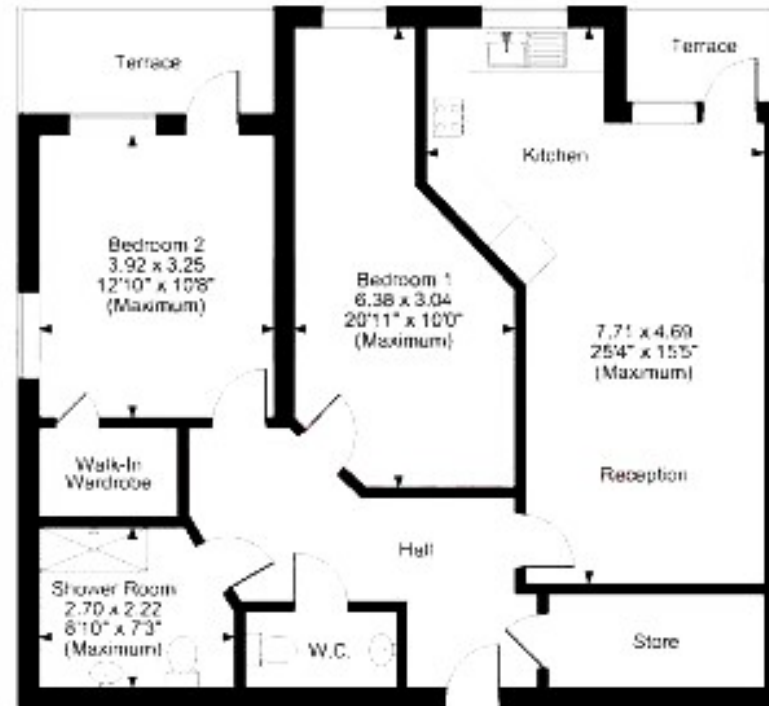 Terrace
Terrace
Kitchen
Bedroom 2
3.92 x 3.25
12'10" x 10'8"
(Maximum)
Bedroom 1
6.38 x 3.04
20'11" x 10'0"
(Maximum)
7.71 x 4.69
25'4" x 15'5"
(Maximum)
Walk-In
Wardrobe
Reception
Hall
Shower Room
2.70 x 2.22
8'10" x 7'3"
(Maximum)
W.C.
Store